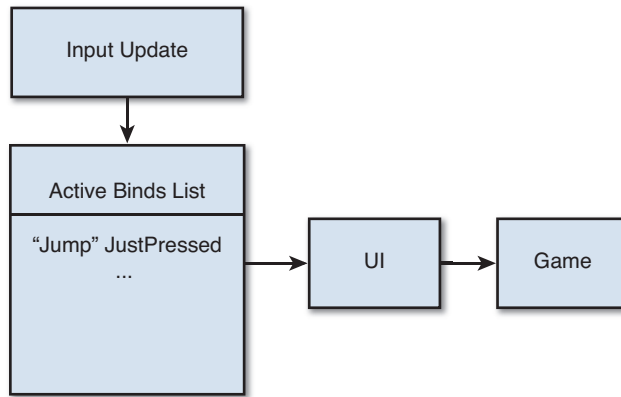 Input Update
Active Binds List
“Jump” JustPressed
...
UI
Game